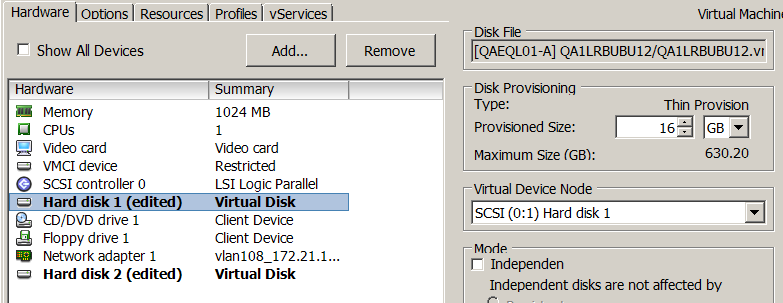 Hardware Options Resources Profiles vServices
Virtual Machin
Show All Devices Add... Remove
Hardware Summary
Memory 1024 MB
CPUs 1
Video card Video card
VMCI device Restricted
SCSI controller 0 LSI Logic Parallel
Hard disk 1 (edited) Virtual Disk
CD/DVD drive 1 Client Device
Floppy drive 1 Client Device
Network adapter 1 vlan108_172.21.1...
Hard disk 2 (edited) Virtual Disk
Disk File
[QAEQL01-A] QA1LRBUBU12/QA1LRBUBU12.vm
Disk Provisioning
Type: Thin Provision
Provisioned Size: 16 GB
Maximum Size (GB): 630.20
Virtual Device Node
SCSI (0:1) Hard disk 1
Mode
Independen
Independent disks are not affected by